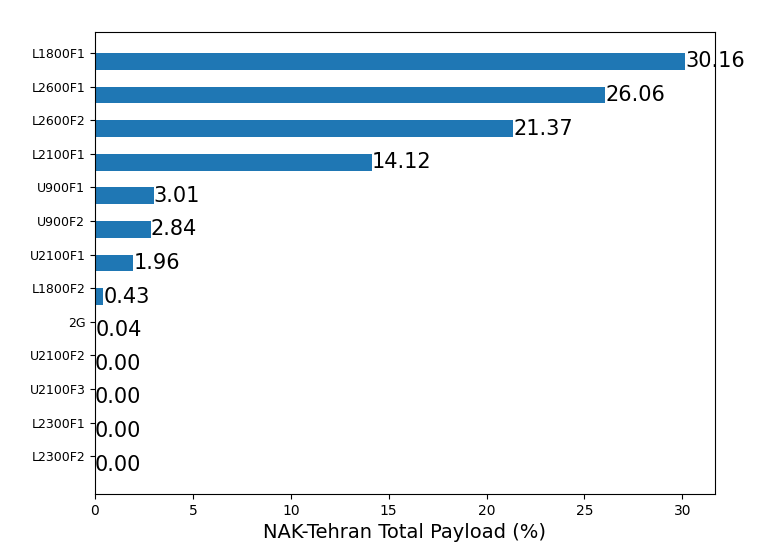 L1800F1 30.16
L2600F1 26.06
L2600F2 21.37
L2100F1 14.12
U900F1 3.01
U900F2 2.84
U2100F1 1.96
L1800F2 0.43
2G 0.04
U2100F2 0.00
U2100F3 0.00
L2300F1 0.00
L2300F2 0.00
0 5 10 15 20 25 30
NAK-Tehran Total Payload (%)